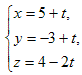 x = 5 + t,
y = -3 + t,
z = 4 - 2t